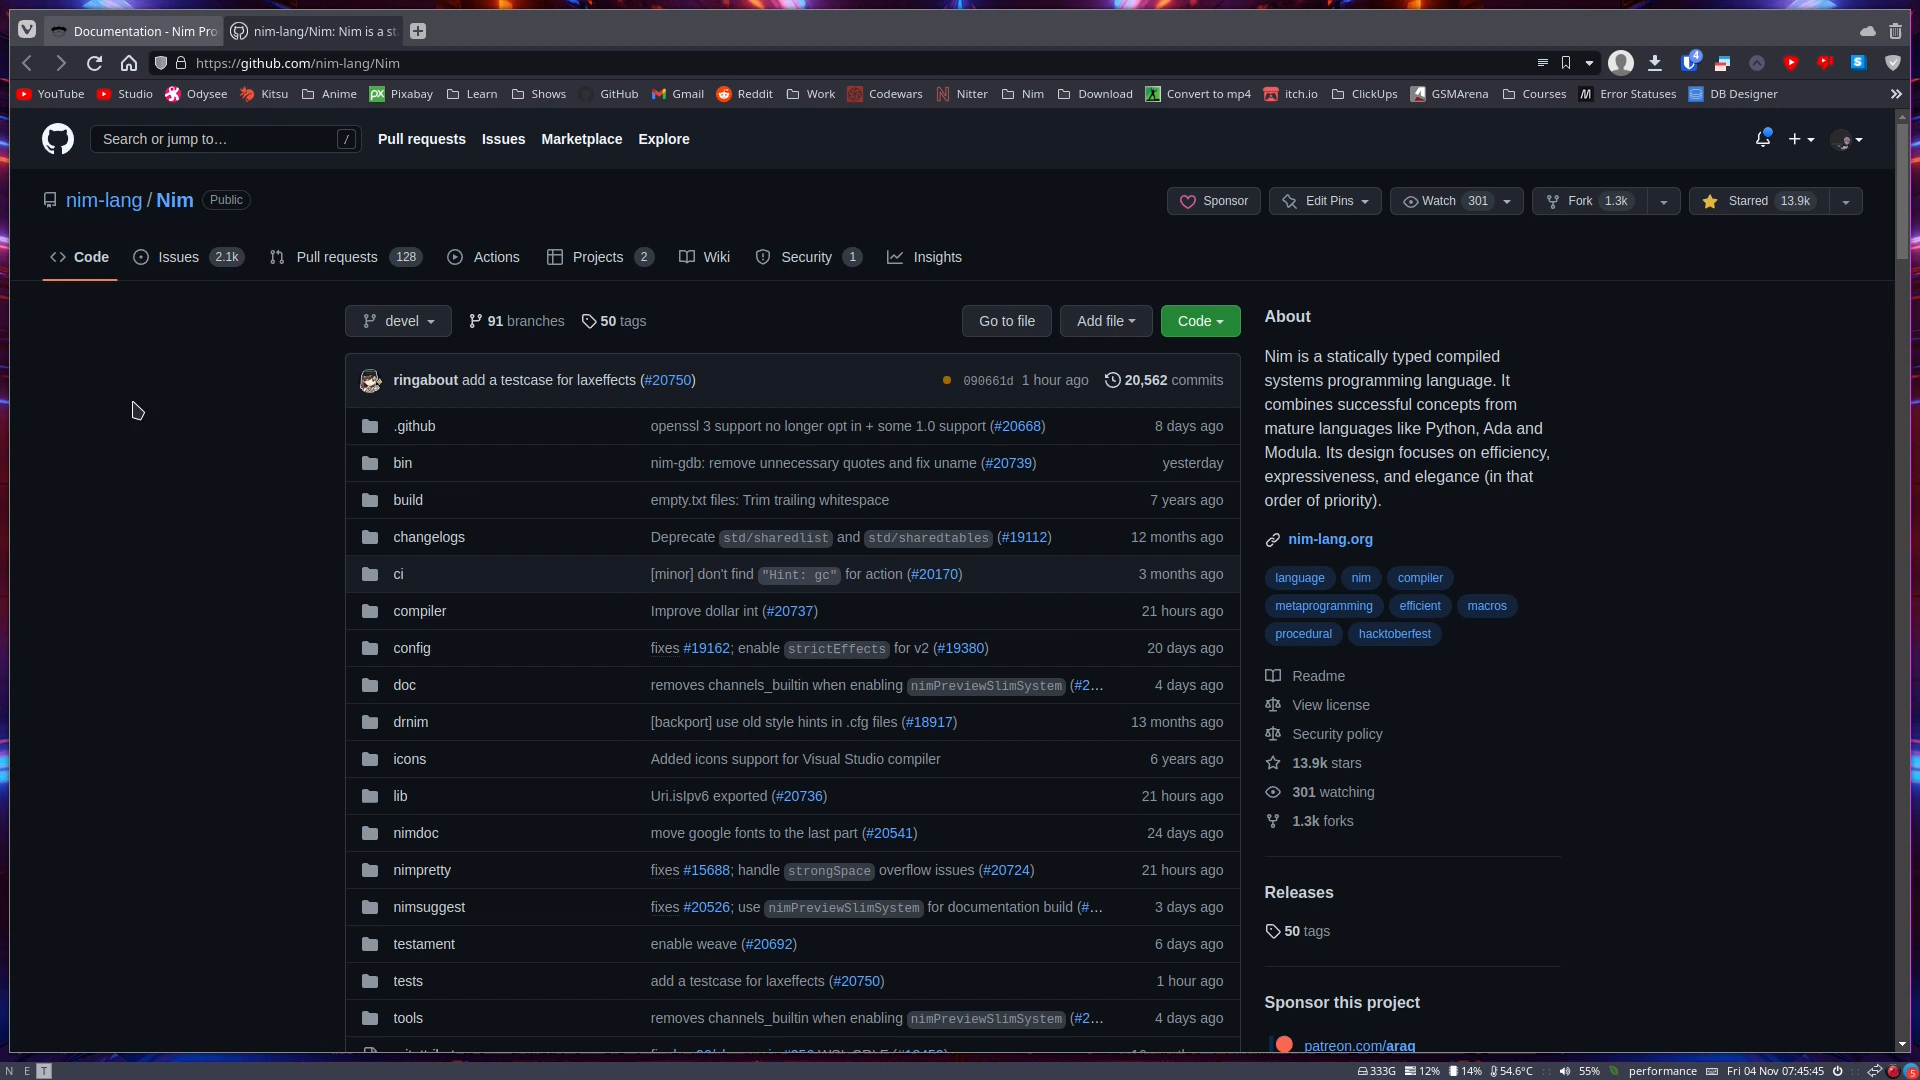 Documentation - Nim Pro
nim-lang/Nim: Nim is a st
https://github.com/nim-lang/Nim
4
YouTube Studio Odysee Kitsu Anime Pixabay Learn Shows GitHub Gmail Reddit Work Codewars Nitter Nim Download Convert to mp4 itch.io ClickUps GSMArena Courses Error Statuses DB Designer
Search or jump to… /
Pull requests Issues Marketplace Explore
nim-lang / Nim Public
Sponsor Edit Pins Watch 301 Fork 1.3k Starred 13.9k
Code Issues 2.1k Pull requests 128 Actions Projects 2 Wiki Security 1 Insights
devel 91 branches 50 tags Go to file Add file Code
ringabout add a testcase for laxeffects (#20750) 090661d 1 hour ago 20,562 commits
.github openssl 3 support no longer opt in + some 1.0 support (#20668) 8 days ago
bin nim-gdb: remove unnecessary quotes and fix uname (#20739) yesterday
build empty.txt files: Trim trailing whitespace 7 years ago
changelogs Deprecate std/sharedlist and std/sharedtables (#19112) 12 months ago
ci [minor] don't find "Hint: gc" for action (#20170) 3 months ago
compiler Improve dollar int (#20737) 21 hours ago
config fixes #19162; enable strictEffects for v2 (#19380) 20 days ago
doc removes channels_builtin when enabling nimPreviewSlimSystem (#2… 4 days ago
drnim [backport] use old style hints in .cfg files (#18917) 13 months ago
icons Added icons support for Visual Studio compiler 6 years ago
lib Uri.isIpv6 exported (#20736) 21 hours ago
nimdoc move google fonts to the last part (#20541) 24 days ago
nimpretty fixes #15688; handle strongSpace overflow issues (#20724) 21 hours ago
nimsuggest fixes #20526; use nimPreviewSlimSystem for documentation build (#… 3 days ago
testament enable weave (#20692) 6 days ago
tests add a testcase for laxeffects (#20750) 1 hour ago
tools removes channels_builtin when enabling nimPreviewSlimSystem (#2… 4 days ago
About
Nim is a statically typed compiled
systems programming language. It
combines successful concepts from
mature languages like Python, Ada and
Modula. Its design focuses on efficiency,
expressiveness, and elegance (in that
order of priority).
nim-lang.org
language nim compiler
metaprogramming efficient macros
procedural hacktoberfest
Readme
View license
Security policy
13.9k stars
301 watching
1.3k forks
Releases
50 tags
Sponsor this project
patreon.com/araq
N E T
333G 12% 14% 54.6°C 55% performance Fri 04 Nov 07:45:45